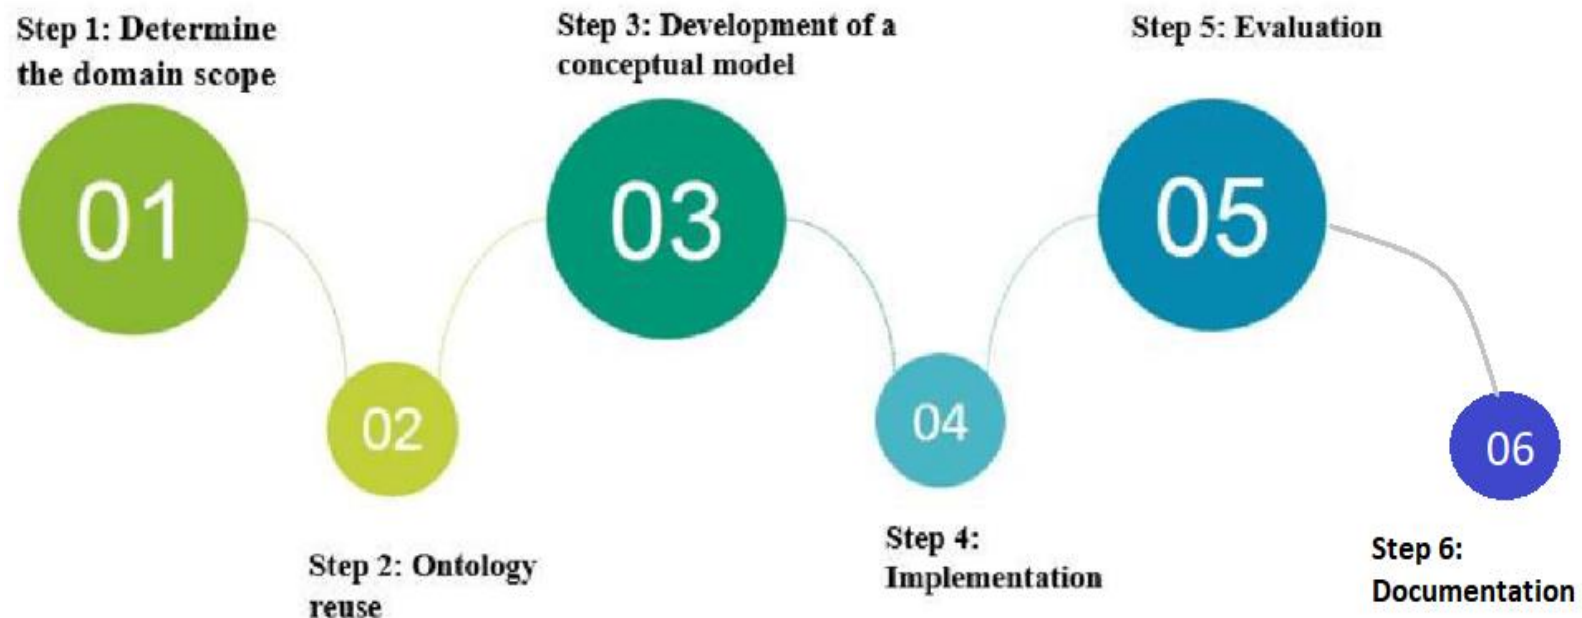 Step 1: Determine
the domain scope
01
02
Step 2: Ontology
reuse
Step 3: Development of a
conceptual model
03
04
Step 4:
Implementation
Step 5: Evaluation
05
06
Step 6:
Documentation